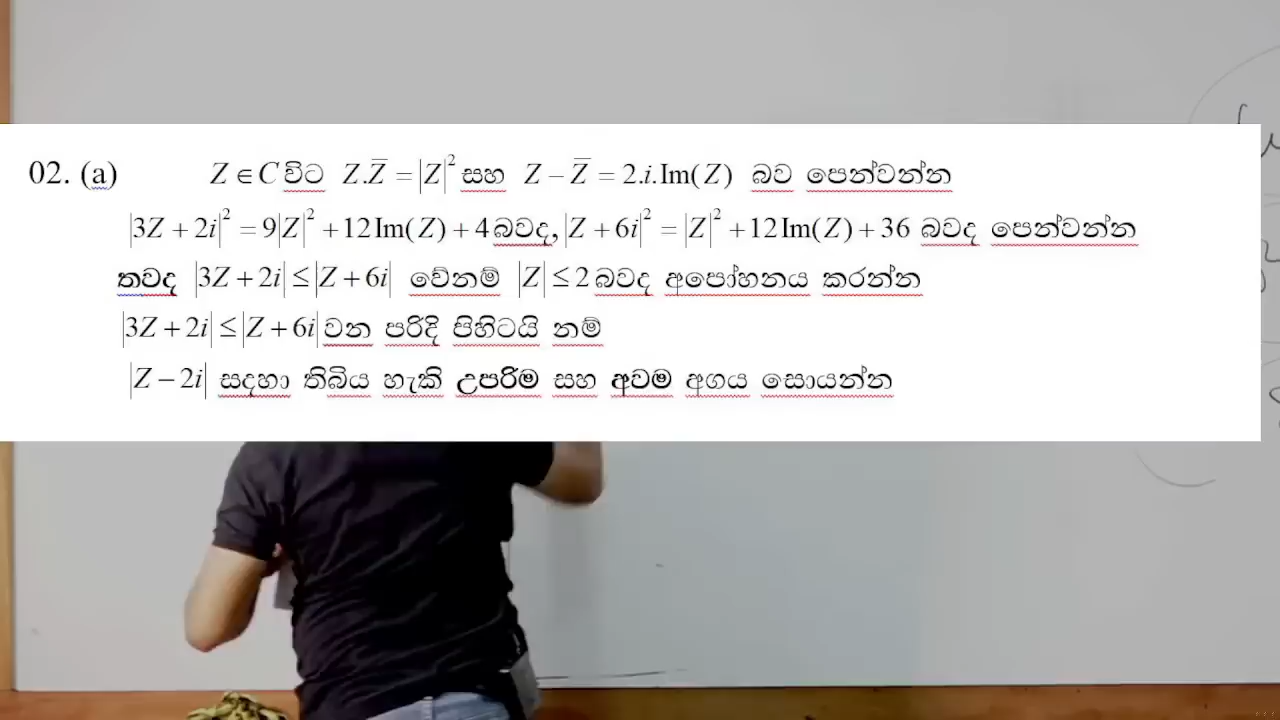 02. (a) Z ∈ C විට Z.Z̅ = |Z|² සහ Z − Z̅ = 2.i.Im(Z) බව පෙන්වන්න
|3Z + 2i|² = 9|Z|² + 12 Im(Z) + 4 බවද, |Z + 6i|² = |Z|² + 12 Im(Z) + 36 බවද පෙන්වන්න
තවද |3Z + 2i| ≤ |Z + 6i| වේනම් |Z| ≤ 2 බවද අපෝහනය කරන්න
|3Z + 2i| ≤ |Z + 6i| වන පරිදි පිහිටයි නම්
|Z − 2i| සදහා තිබිය හැකි උපරිම සහ අවම අගය සොයන්න